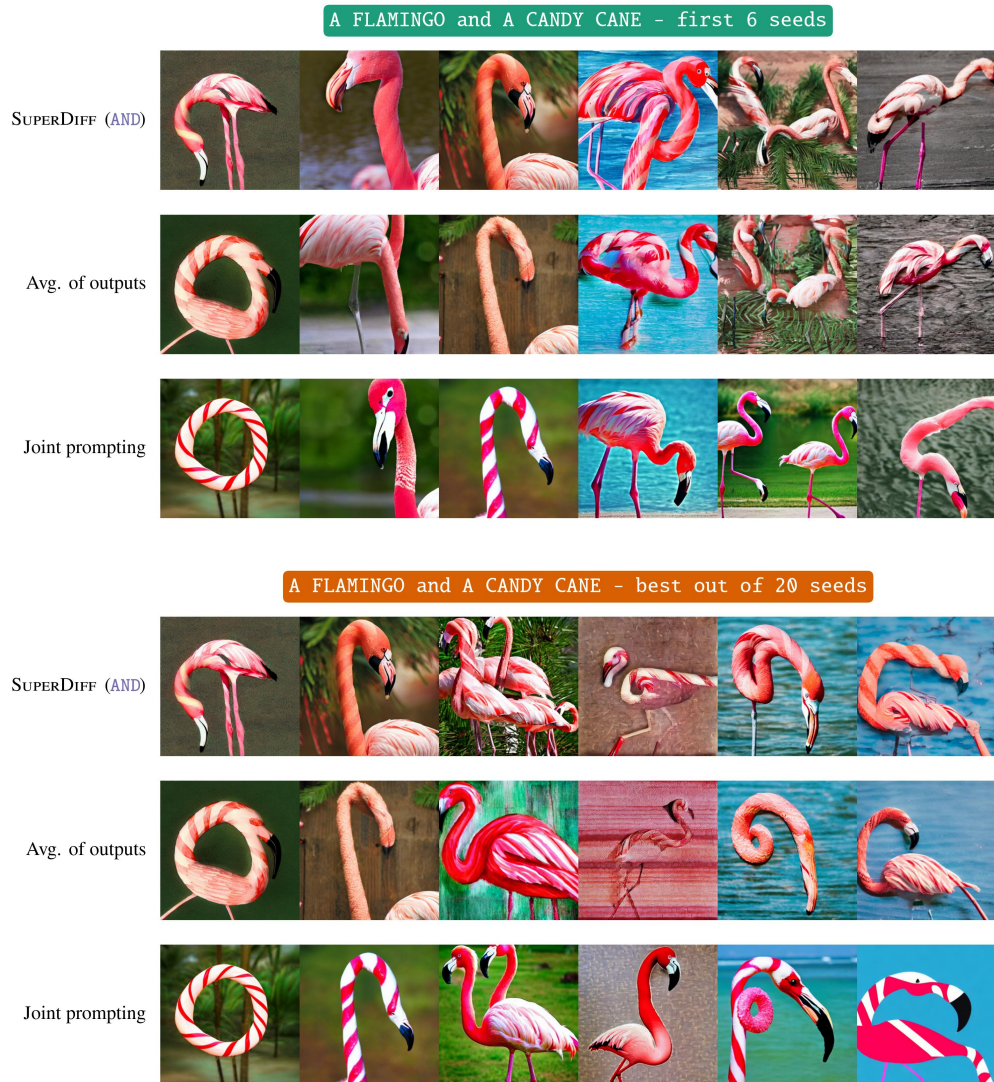 A FLAMINGO and A CANDY CANE - first 6 seeds
SUPERDIFF (AND)
Avg. of outputs
Joint prompting
A FLAMINGO and A CANDY CANE - best out of 20 seeds
SUPERDIFF (AND)
Avg. of outputs
Joint prompting